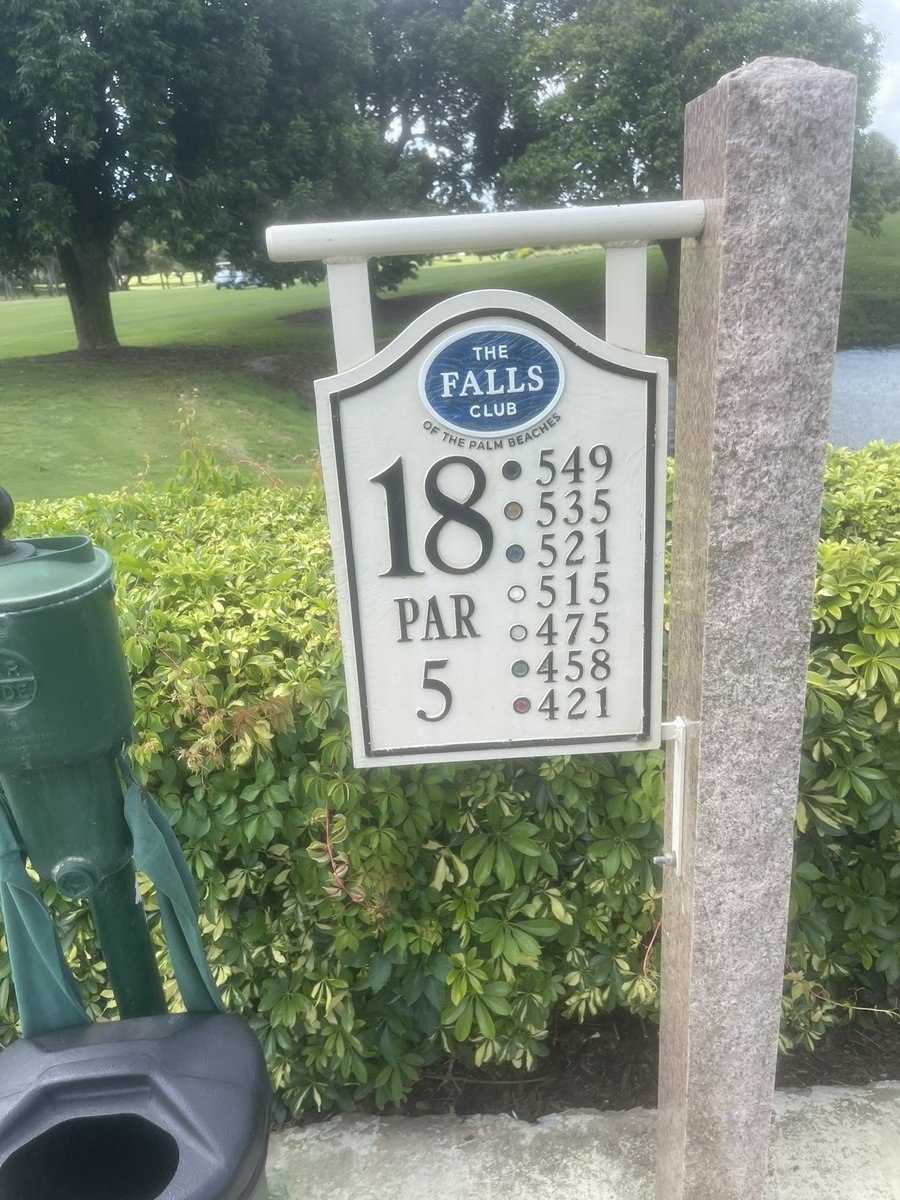 THE
FALLS
CLUB
OF THE PALM BEACHES
18
PAR
5
549
535
521
515
475
458
421